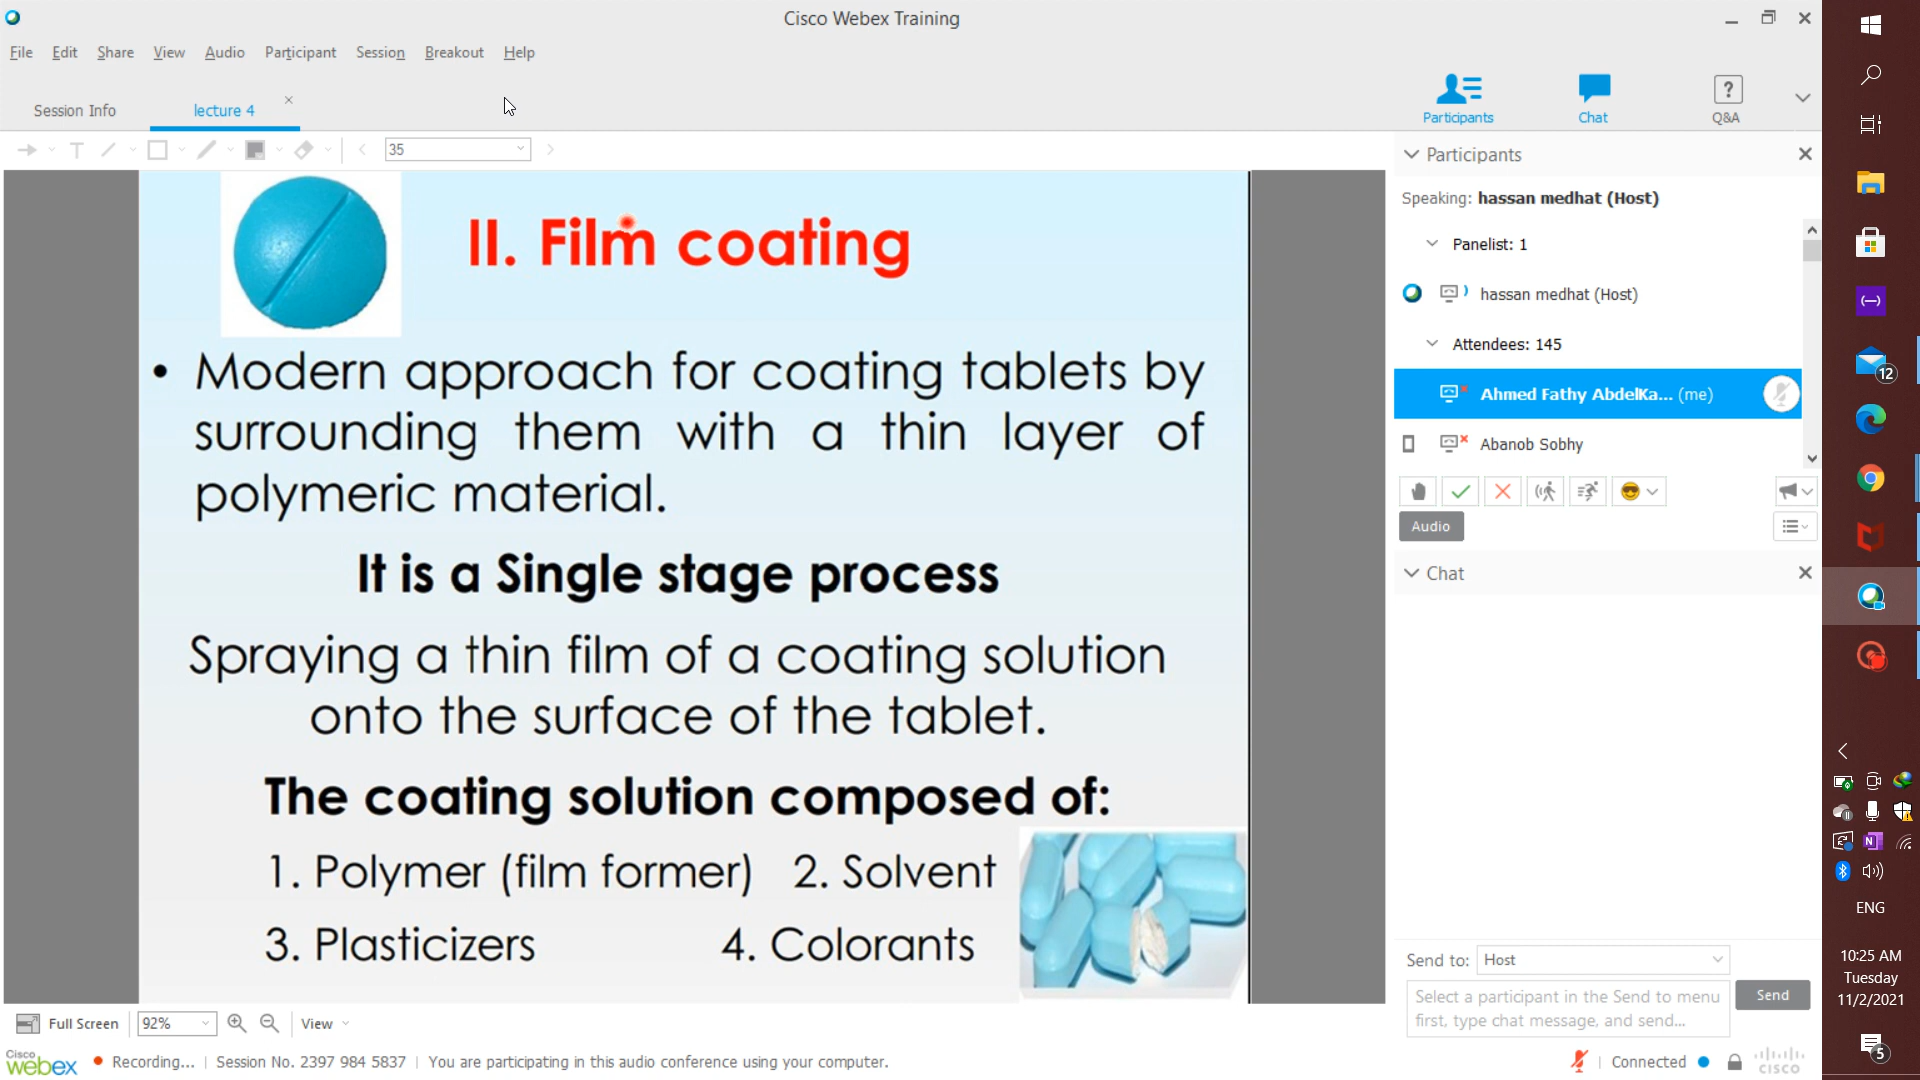 Cisco Webex Training
File Edit Share View Audio Participant Session Breakout Help
Session Info lecture 4
Participants Chat Q&A
35
II. Film coating
• Modern approach for coating tablets by
surrounding them with a thin layer of
polymeric material.
It is a Single stage process
Spraying a thin film of a coating solution
onto the surface of the tablet.
The coating solution composed of:
1. Polymer (film former) 2. Solvent
3. Plasticizers 4. Colorants
Participants
Speaking: hassan medhat (Host)
Panelist: 1
hassan medhat (Host)
Attendees: 145
Ahmed Fathy AbdelKa... (me)
Abanob Sobhy
Audio
Chat
Send to: Host
Select a participant in the Send to menu
first, type chat message, and send...
Send
Full Screen 92% View
Cisco webex Recording... Session No. 2397 984 5837 You are participating in this audio conference using your computer. Connected cisco
12
ENG
10:25 AM
Tuesday
11/2/2021
5